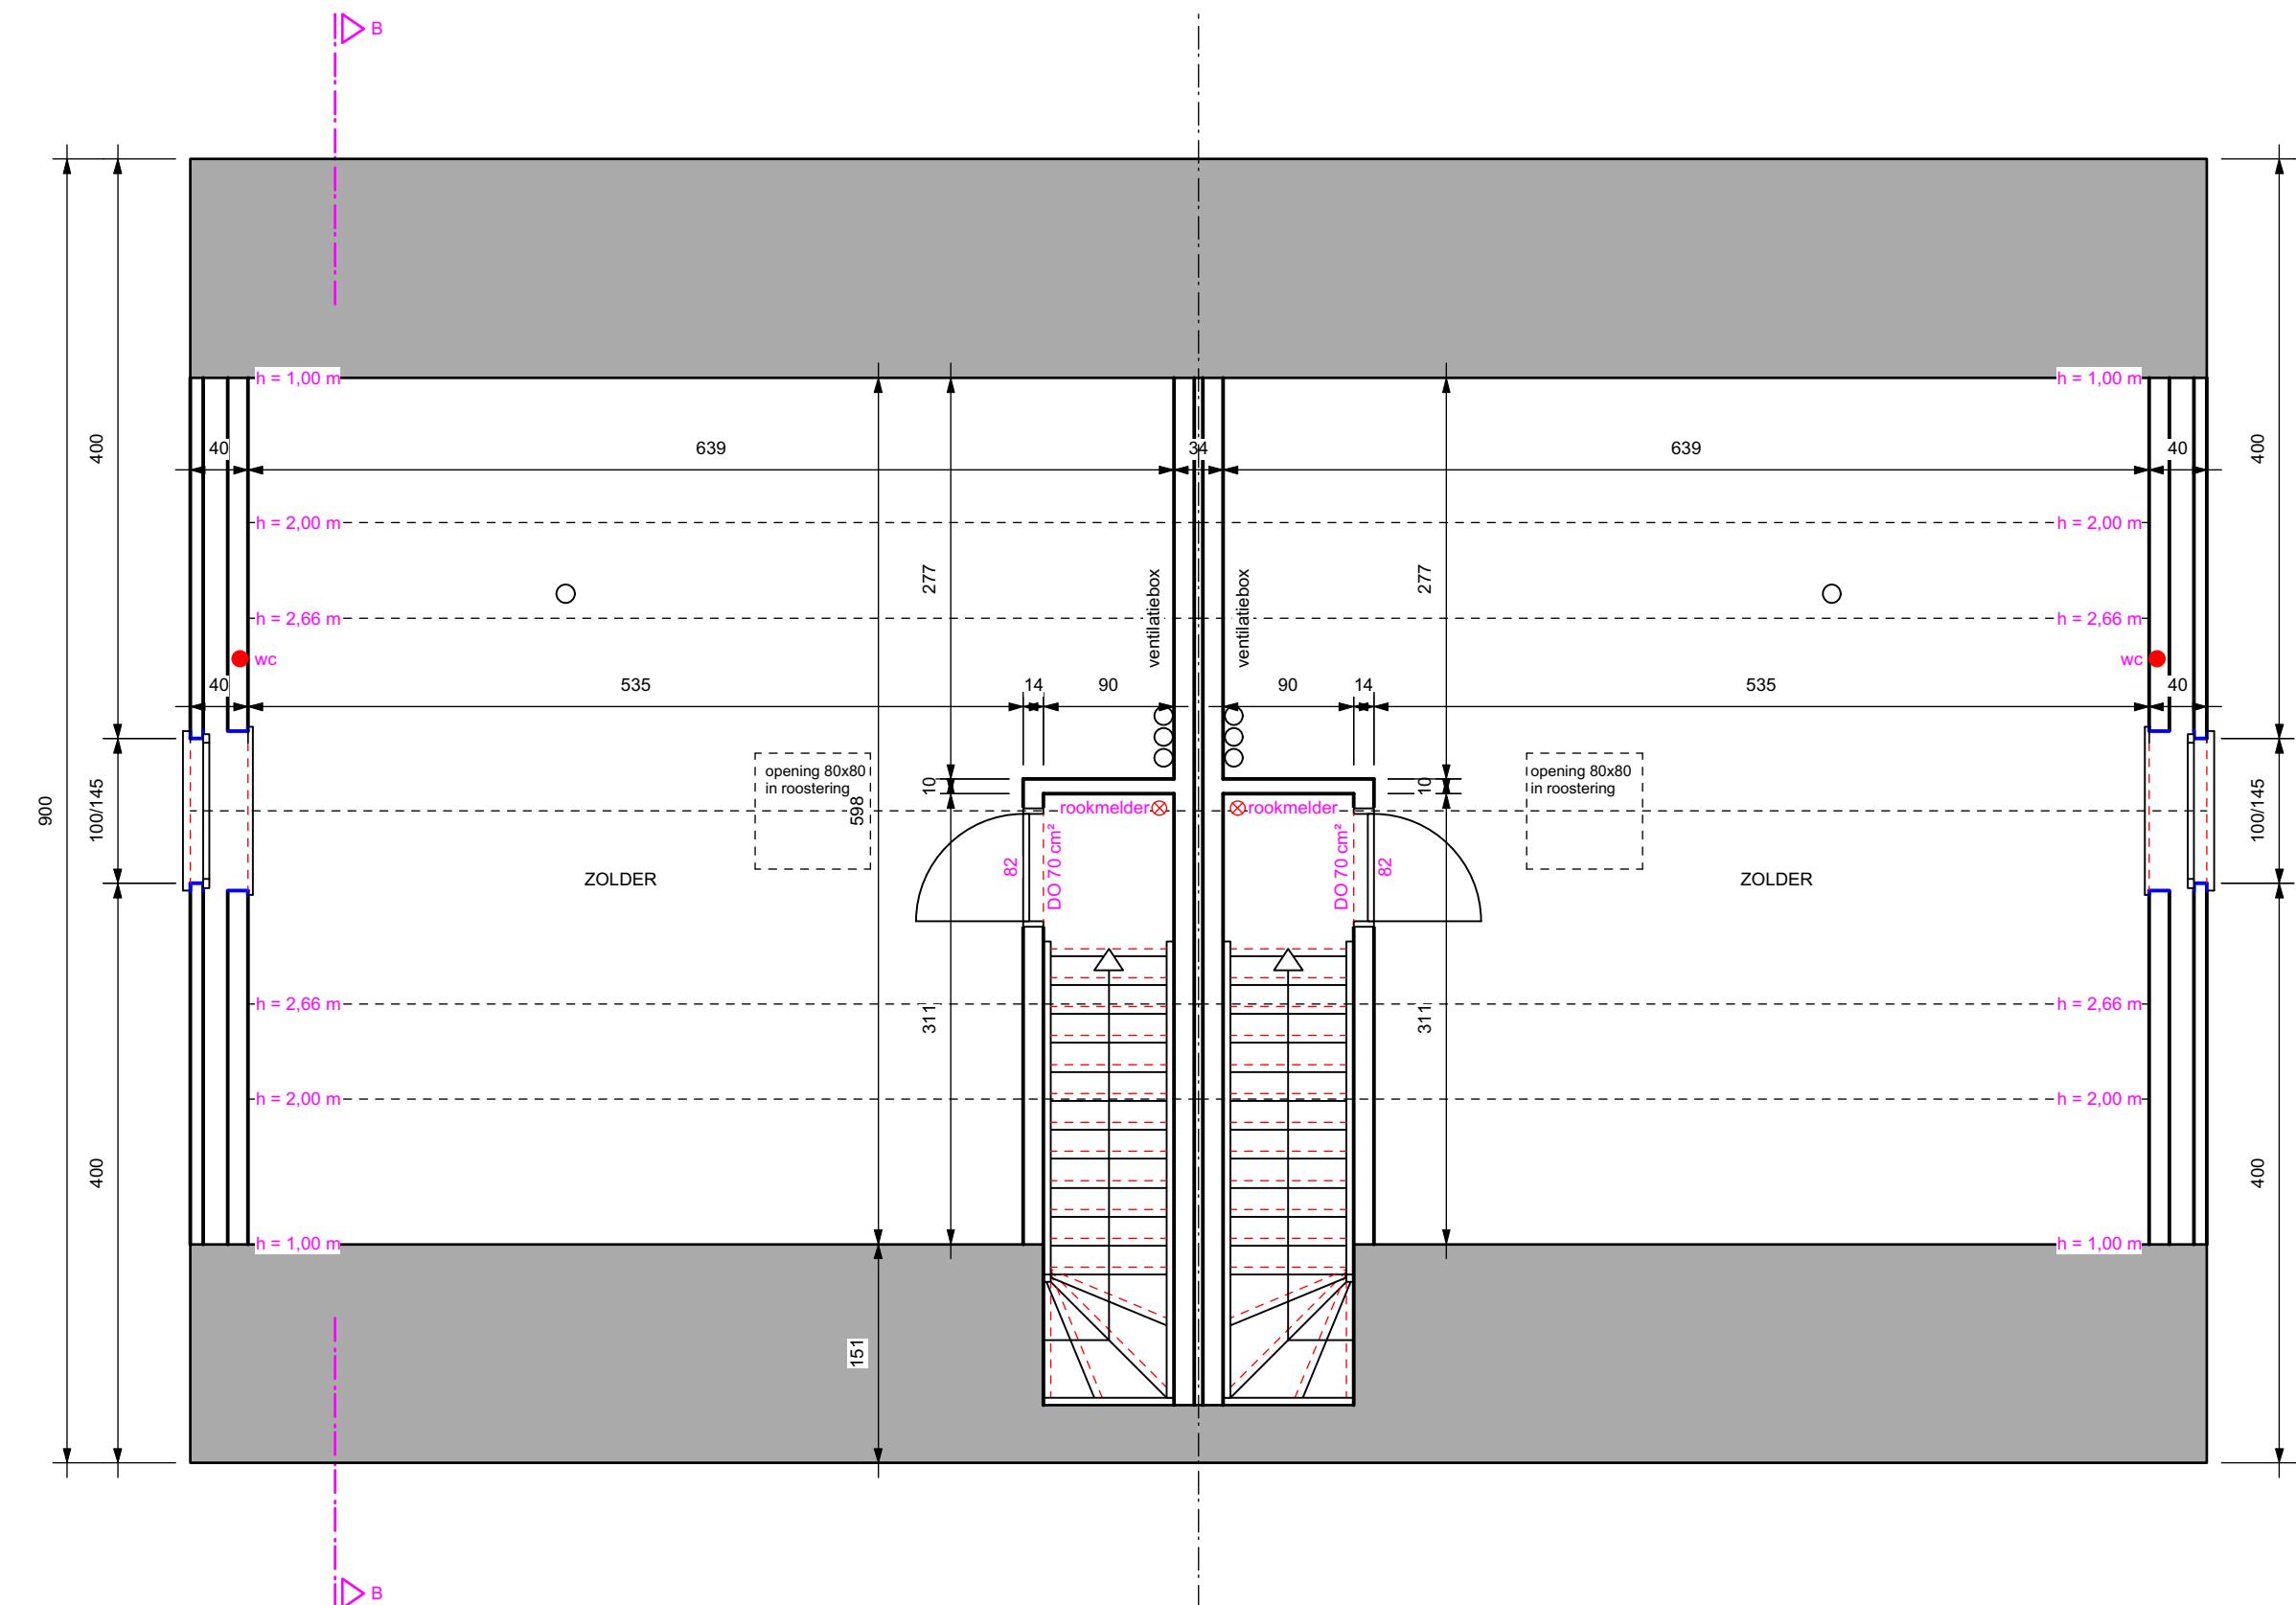 B
h = 1,00 m
h = 1,00 m
400
40
639
34
639
40
400
h = 2,00 m
h = 2,00 m
277
ventilatiebox
ventilatiebox
277
h = 2,66 m
h = 2,66 m
wc
wc
40
535
14
90
90
14
535
40
opening 80x80
in roostering
opening 80x80
in roostering
900
100/145
598
10
rookmelder
rookmelder
10
100/145
82
DO 70 cm²
DO 70 cm²
82
ZOLDER
ZOLDER
h = 2,66 m
311
311
h = 2,66 m
h = 2,00 m
h = 2,00 m
400
400
h = 1,00 m
h = 1,00 m
151
B